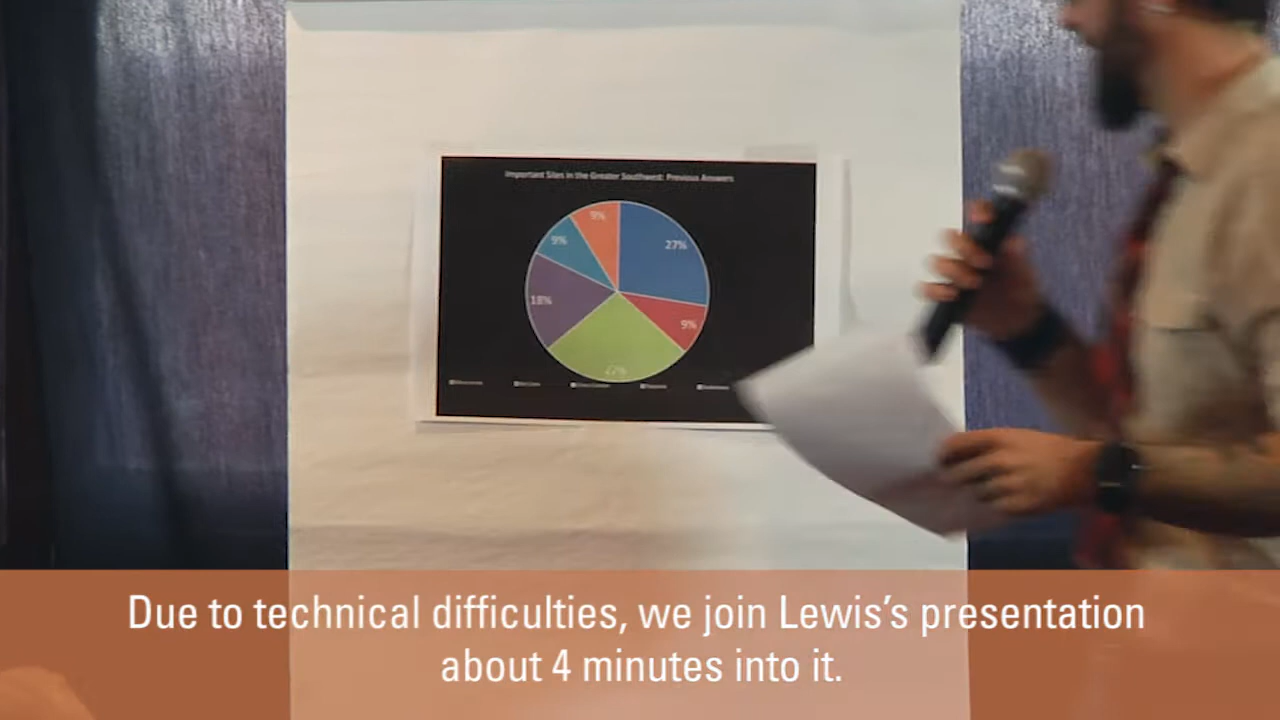 Important Sites in the Greater Southwest: Previous Answers
9%
27%
9%
18%
9%
27%
Due to technical difficulties, we join Lewis’s presentation
about 4 minutes into it.